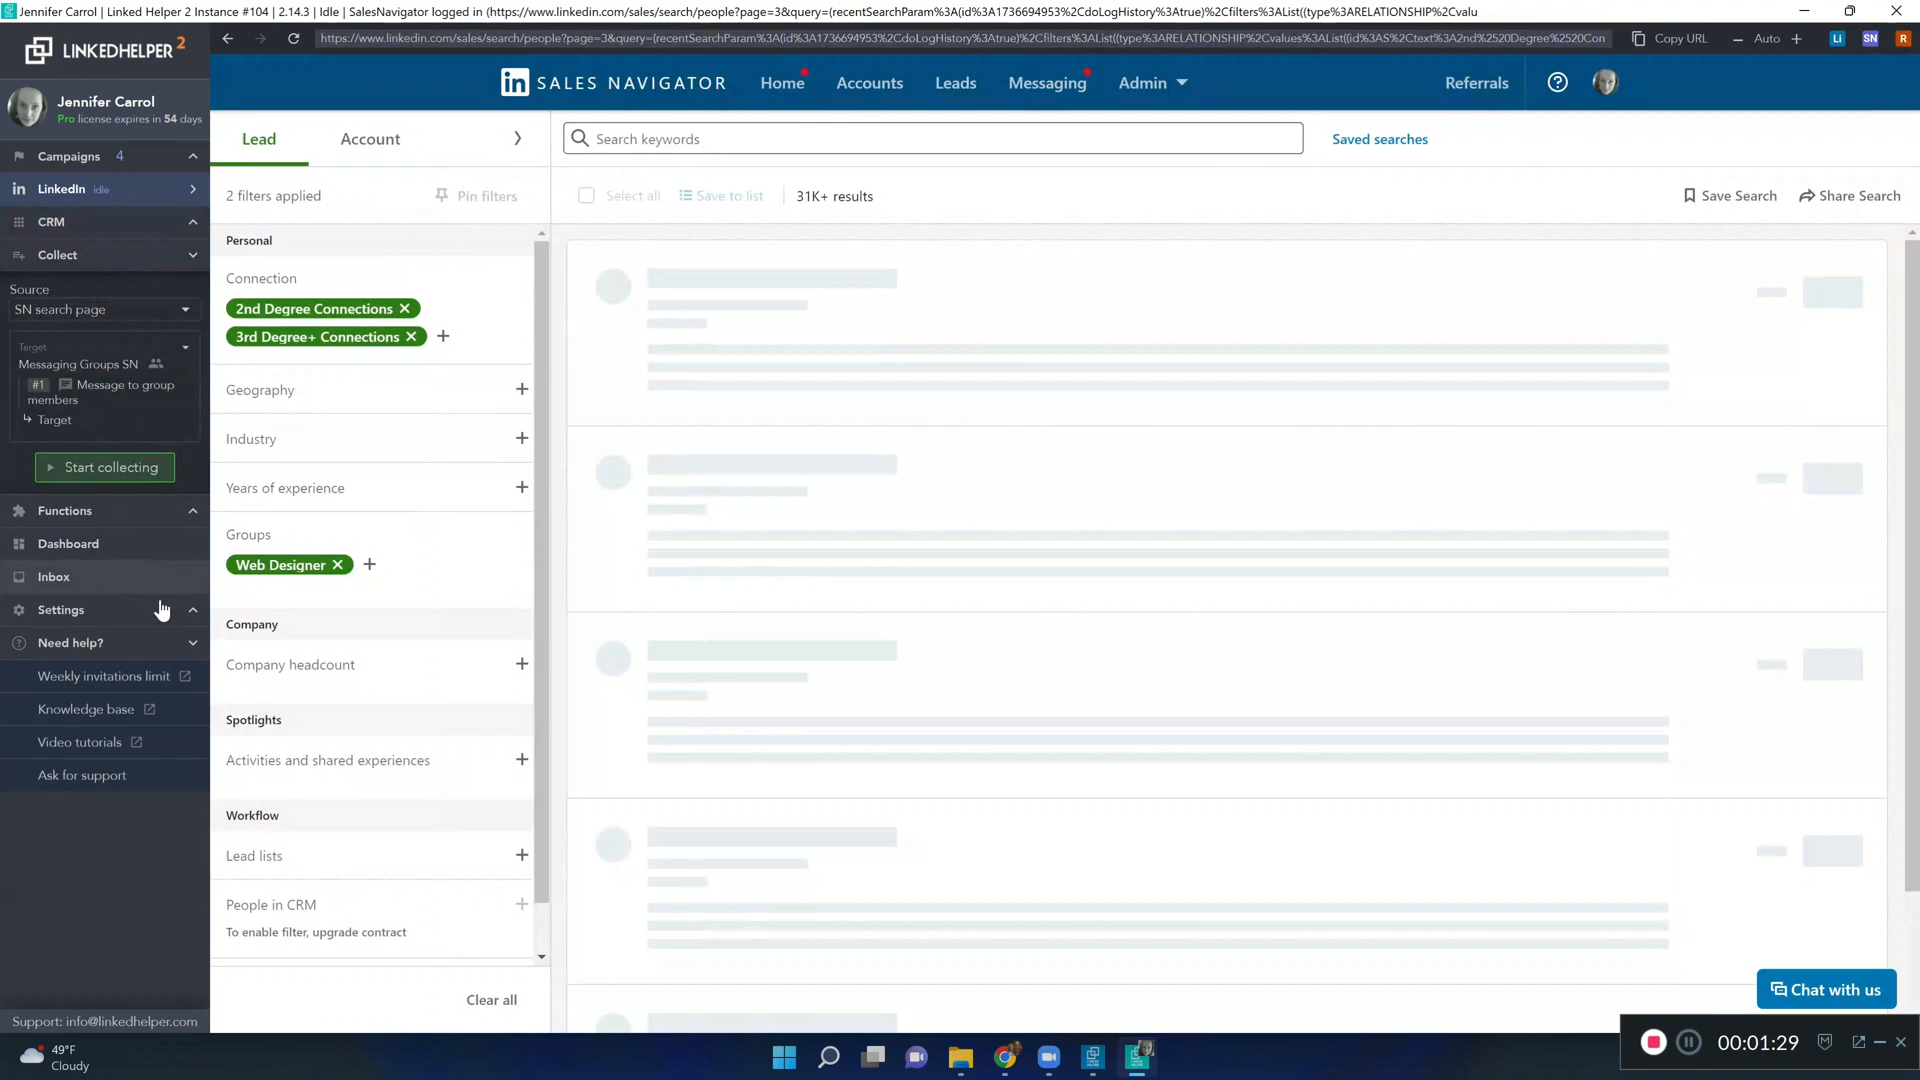 Jennifer Carrol | Linked Helper 2 Instance #104 | 2.14.3 | Idle | SalesNavigator logged in (https://www.linkedin.com/sales/search/people?page=3&query=(recentSearchParam%3A(id%3A1736694953%2CdoLogHistory%3Atrue)%2Cfilters%3AList((type%3ARELATIONSHIP%2Cvalu
LINKEDHELPER 2
https://www.linkedin.com/sales/search/people?page=3&query=(recentSearchParam%3A(id%3A1736694953%2CdoLogHistory%3Atrue)%2Cfilters%3AList((type%3ARELATIONSHIP%2Cvalues%3AList((id%3AS%2Ctext%3A2nd%2520Degree%2520Con
Copy URL
Auto
LI
SN
R
in SALES NAVIGATOR
Home
Accounts
Leads
Messaging
Admin
Referrals
Jennifer Carrol
Pro license expires in 54 days
Campaigns 4
LinkedIn idle
CRM
Collect
Source
SN search page
Target
Messaging Groups SN
#1 Message to group
members
Target
Start collecting
Functions
Dashboard
Inbox
Settings
Need help?
Weekly invitations limit
Knowledge base
Video tutorials
Ask for support
Support: info@linkedhelper.com
Lead
Account
2 filters applied
Pin filters
Personal
Connection
2nd Degree Connections
3rd Degree+ Connections
Geography
Industry
Years of experience
Groups
Web Designer
Company
Company headcount
Spotlights
Activities and shared experiences
Workflow
Lead lists
People in CRM
To enable filter, upgrade contract
Clear all
Search keywords
Saved searches
Select all
Save to list
31K+ results
Save Search
Share Search
Chat with us
49°F
Cloudy
00:01:29